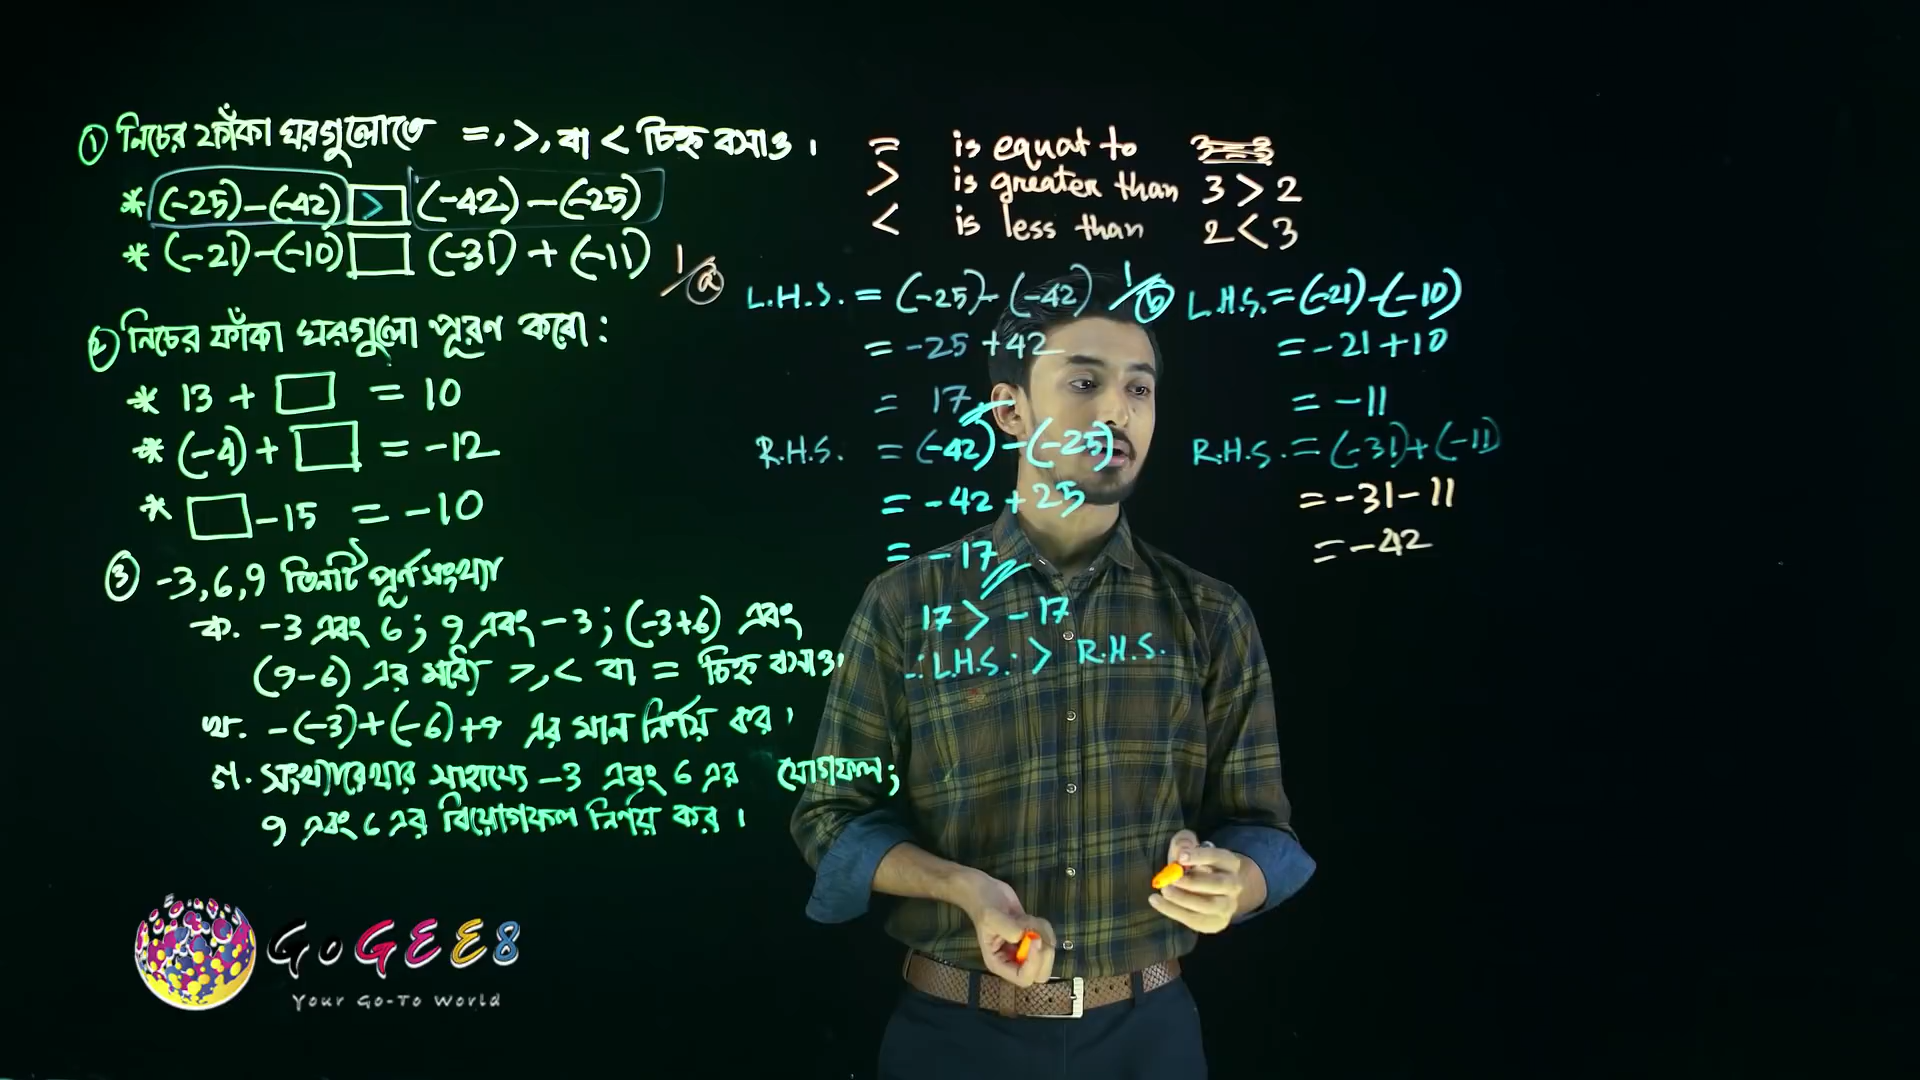 ① নিচের ফাঁকা ঘরগুলোতে =, >, বা < চিহ্ন বসাও।
* (-25) - (-42) > (-42) - (-25)
* (-21) - (-10) □ (-31) + (-11)
② নিচের ফাঁকা ঘরগুলো পূরণ করো:
* 13 + □ = 10
* (-4) + □ = -12
* □ - 15 = -10
③ -3, 6, 9 তিনটি পূর্ণসংখ্যা
ক. -3 এবং 6; 9 এবং -3; (-3+6) এবং
(9-6) এর মধ্যে >, < বা = চিহ্ন বসাও।
খ. -(-3)+(-6)+9 এর মান নির্ণয় কর।
গ. সংখ্যারেখার সাহায্যে -3 এবং 6 এর যোগফল;
9 এবং 6 এর বিয়োগফল নির্ণয় কর।
= is equal to 3=3
> is greater than 3 > 2
< is less than 2 < 3
1/ⓐ L.H.S. = (-25) - (-42)
= -25 + 42
= 17
R.H.S. = (-42) - (-25)
= -42 + 25
= -17
17 > -17
∴ L.H.S. > R.H.S.
1/ⓑ L.H.S. = (-21) - (-10)
= -21 + 10
= -11
R.H.S. = (-31) + (-11)
= -31 - 11
= -42
GoGEE8
Your Go-To World